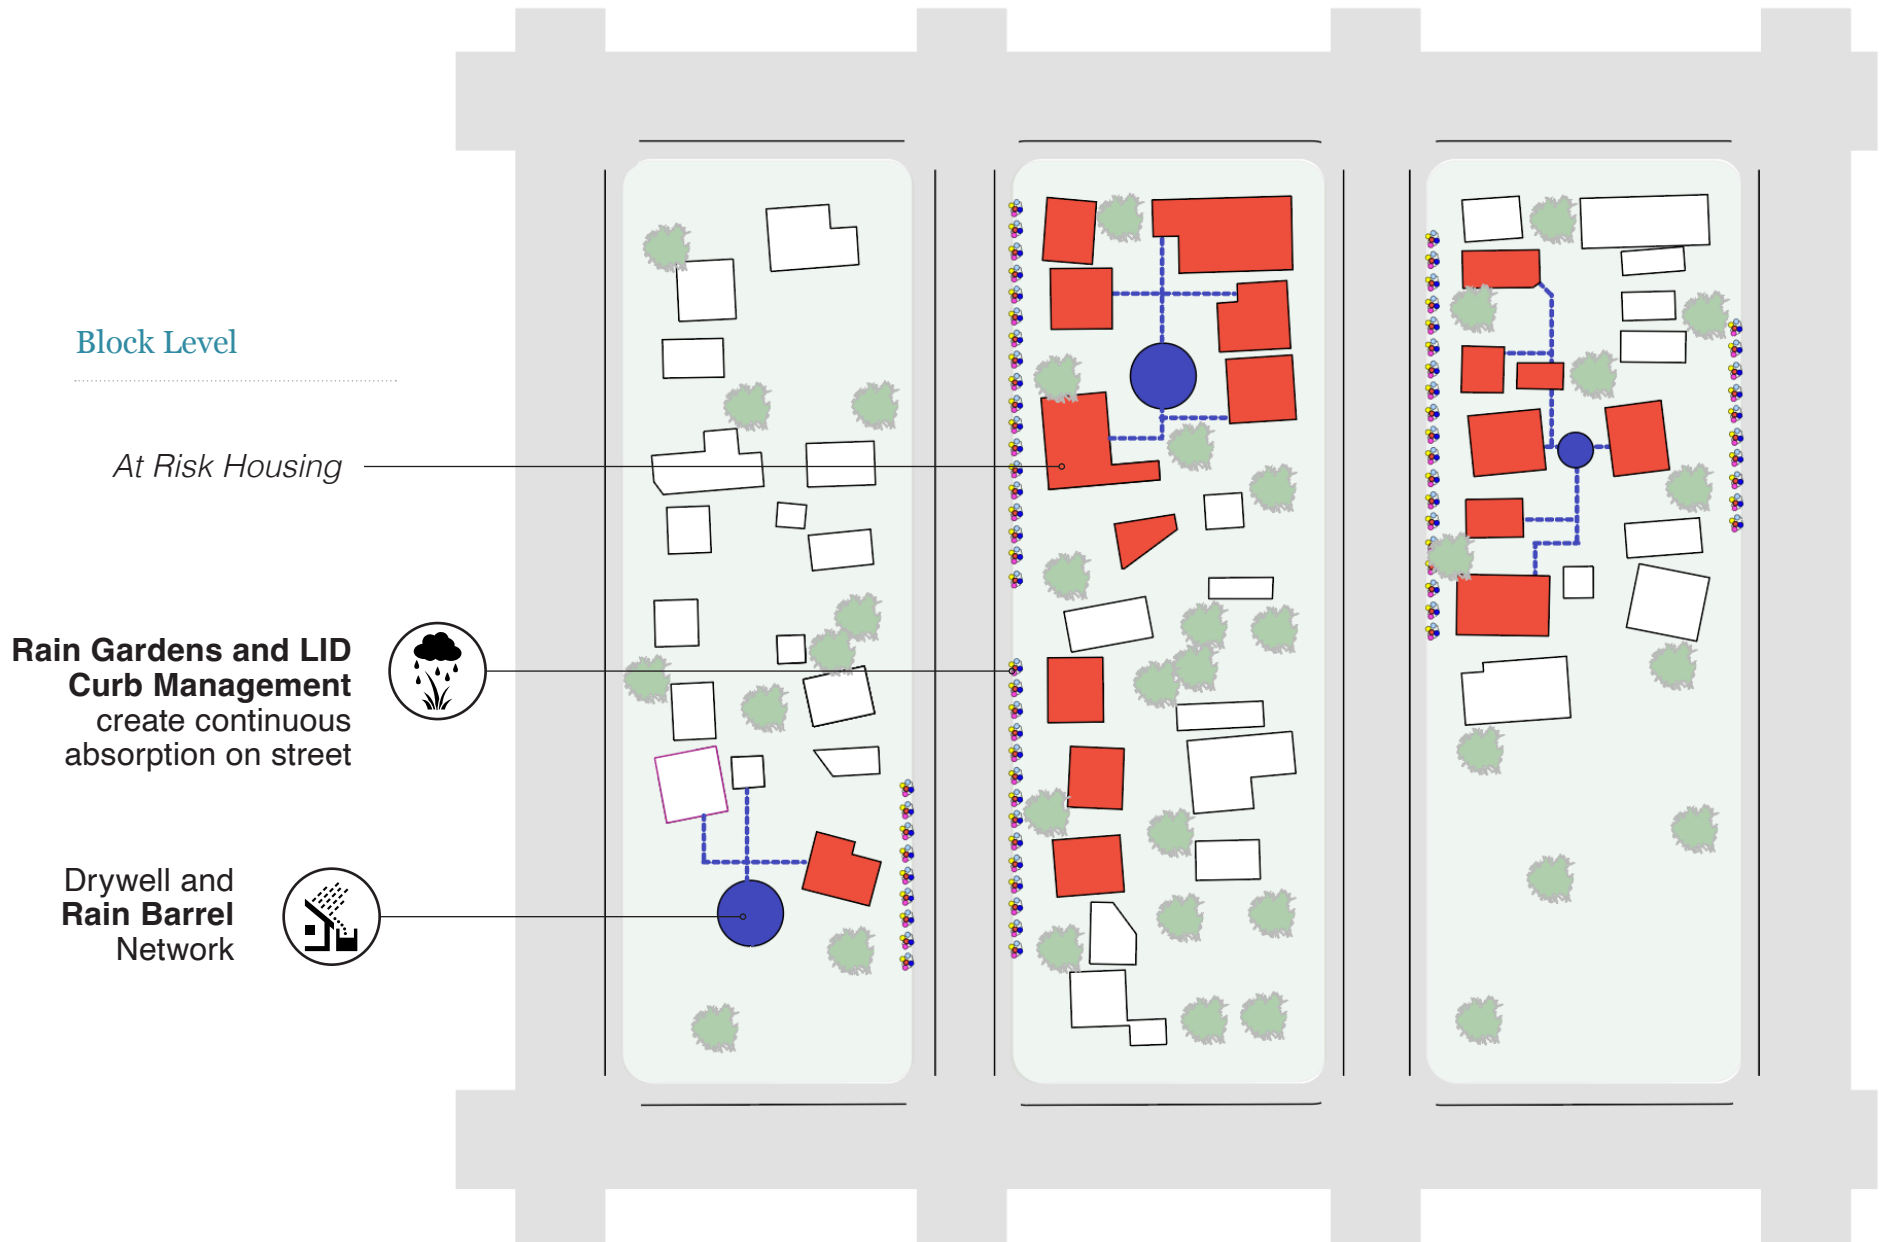 Block Level
At Risk Housing
Rain Gardens and LID
Curb Management
create continuous
absorption on street
Drywell and
Rain Barrel
Network